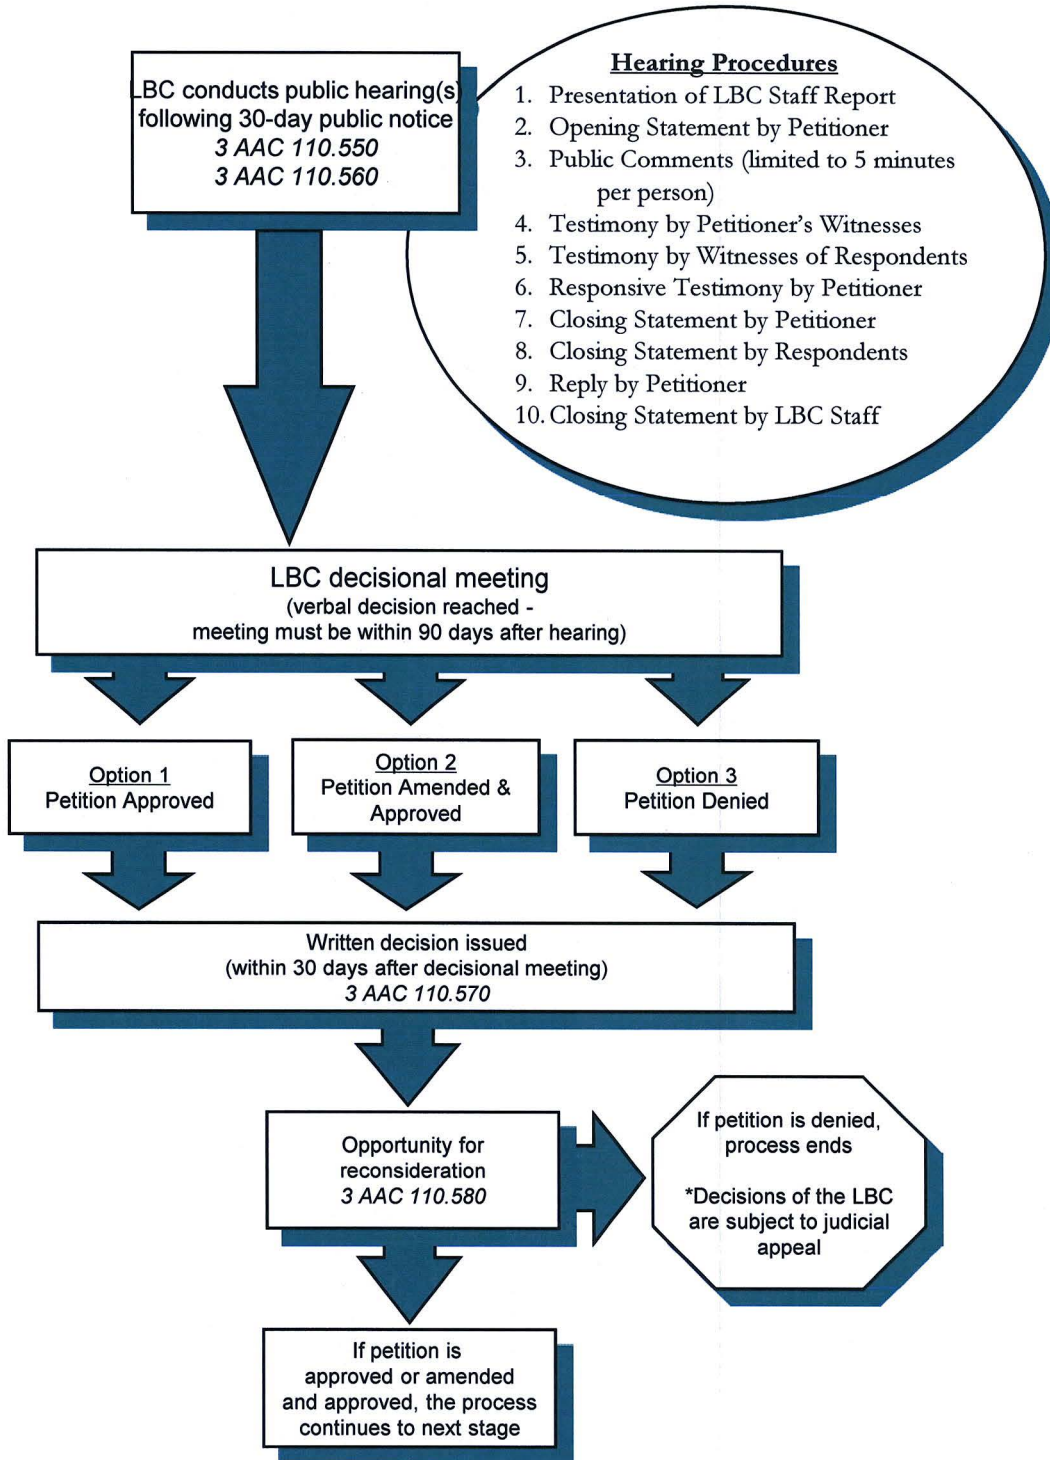 LBC conducts public hearing(s)
following 30-day public notice
3 AAC 110.550
3 AAC 110.560
Hearing Procedures
1. Presentation of LBC Staff Report
2. Opening Statement by Petitioner
3. Public Comments (limited to 5 minutes
per person)
4. Testimony by Petitioner's Witnesses
5. Testimony by Witnesses of Respondents
6. Responsive Testimony by Petitioner
7. Closing Statement by Petitioner
8. Closing Statement by Respondents
9. Reply by Petitioner
10. Closing Statement by LBC Staff
LBC decisional meeting
(verbal decision reached -
meeting must be within 90 days after hearing)
Option 1
Petition Approved
Option 2
Petition Amended &
Approved
Option 3
Petition Denied
Written decision issued
(within 30 days after decisional meeting)
3 AAC 110.570
Opportunity for
reconsideration
3 AAC 110.580
If petition is denied,
process ends
*Decisions of the LBC
are subject to judicial
appeal
If petition is
approved or amended
and approved, the process
continues to next stage